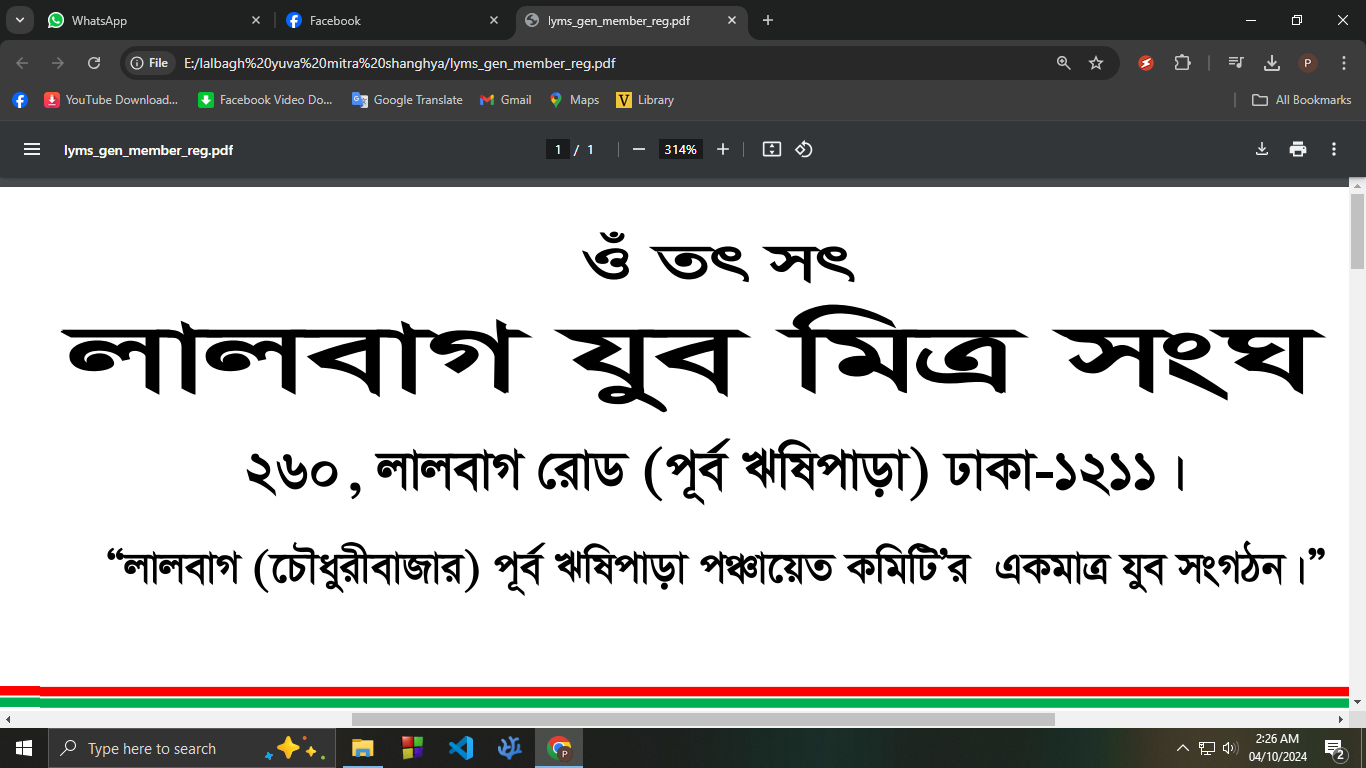 WhatsApp
Facebook
lyms_gen_member_reg.pdf
File E:/lalbagh%20yuva%20mitra%20shanghya/lyms_gen_member_reg.pdf P
YouTube Download... Facebook Video Do... Google Translate Gmail Maps V Library All Bookmarks
lyms_gen_member_reg.pdf 1 / 1 314%
ওঁ তৎ সৎ
লালবাগ যুব মিত্র সংঘ
২৬০, লালবাগ রোড (পূর্ব ঋষিপাড়া) ঢাকা-১২১১।
“লালবাগ (চৌধুরীবাজার) পূর্ব ঋষিপাড়া পঞ্চায়েত কমিটি’র একমাত্র যুব সংগঠন।”
Type here to search
P
2:26 AM
04/10/2024
2